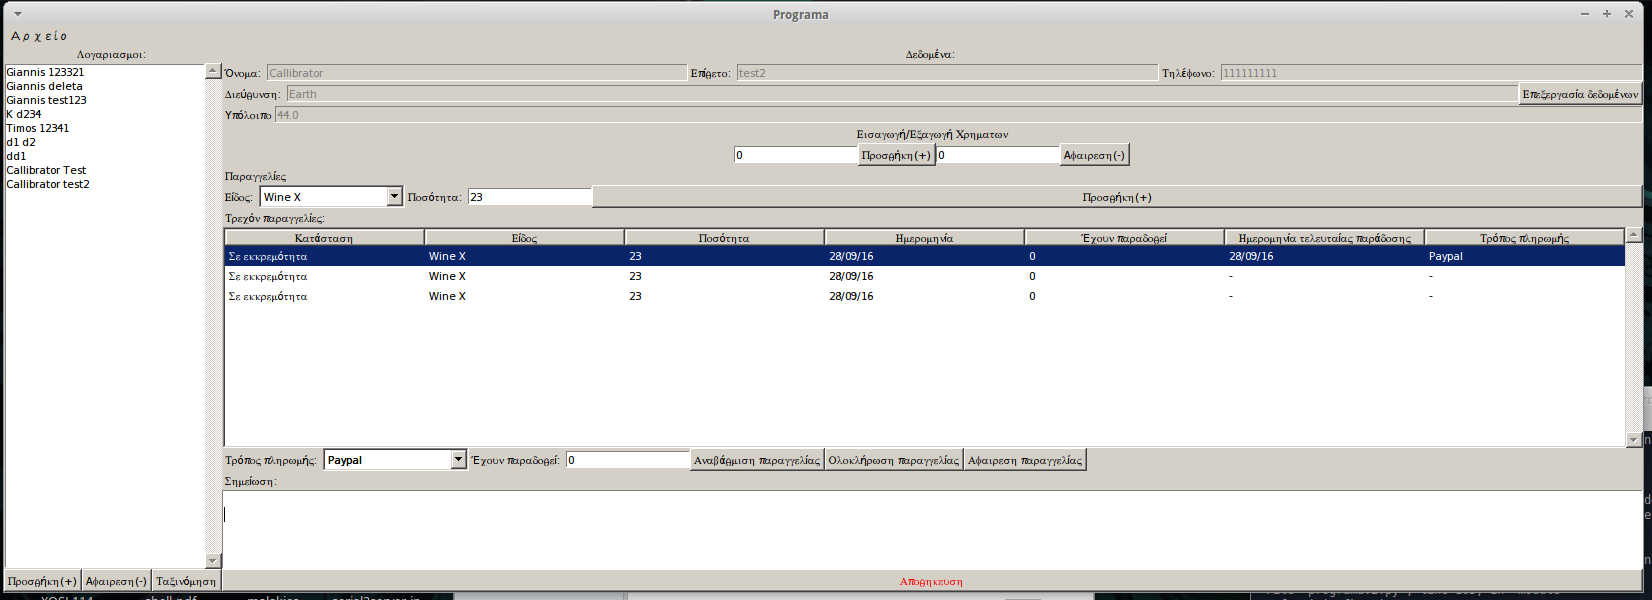 Programa
Αρχείο
Λογαριασμοι:
Δεδομένα:
Giannis 123321
Giannis deleta
Giannis test123
K d234
Timos 12341
d1 d2
dd1
Callibrator Test
Callibrator test2
Όνομα: Callibrator Επίθετο: test2 Τηλέφωνο: 111111111
Διεύθυνση: Earth Επεξεργασία δεδομένων
Υπόλοιπο 44.0
Εισαγωγή/Εξαγωγή Χρηματων
0 Προσθήκη(+) 0 Αφαιρεση(-)
Παραγγελίες
Είδος: Wine X Ποσότητα: 23 Προσθήκη(+)
Τρεχόν παραγγελίες:
Κατάσταση Είδος Ποσότητα Ημερομηνία Έχουν παραδοθεί Ημερομηνία τελευταίας παράδοσης Τρόπος πληρωμής
Σε εκκρεμότητα Wine X 23 28/09/16 0 28/09/16 Paypal
Σε εκκρεμότητα Wine X 23 28/09/16 0 - -
Σε εκκρεμότητα Wine X 23 28/09/16 0 - -
Τρόπος πληρωμής: Paypal Έχουν παραδοθεί: 0 Αναβάθμιση παραγγελίας Ολοκλήρωση παραγγελίας Αφαιρεση παραγγελίας
Σημείωση:
Προσθήκη(+) Αφαιρεση(-) Ταξινόμηση
Αποθηκευση